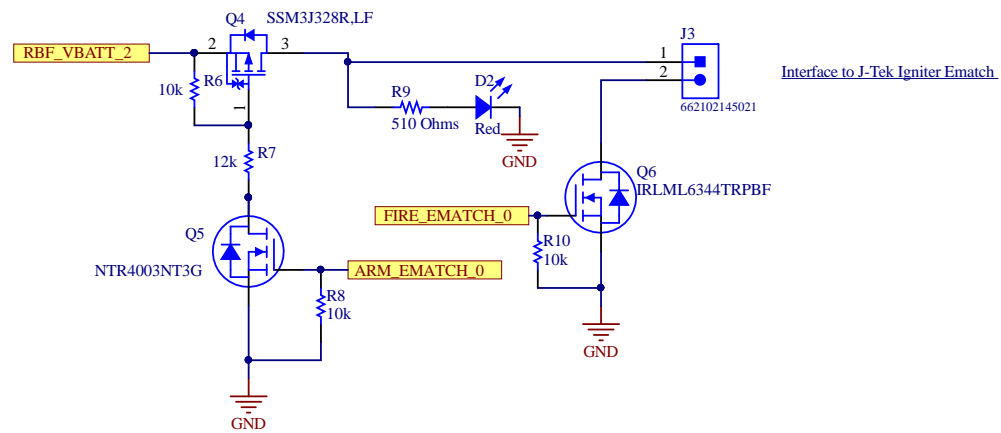 Q4
SSM3J328R,LF
RBF_VBATT_2
2
3
R6
10k
1
R7
12k
Q5
NTR4003NT3G
ARM_EMATCH_0
R8
10k
GND
R9
510 Ohms
D2
Red
GND
J3
1
2
662102145021
Interface to J-Tek Igniter Ematch
Q6
IRLML6344TRPBF
FIRE_EMATCH_0
R10
10k
GND